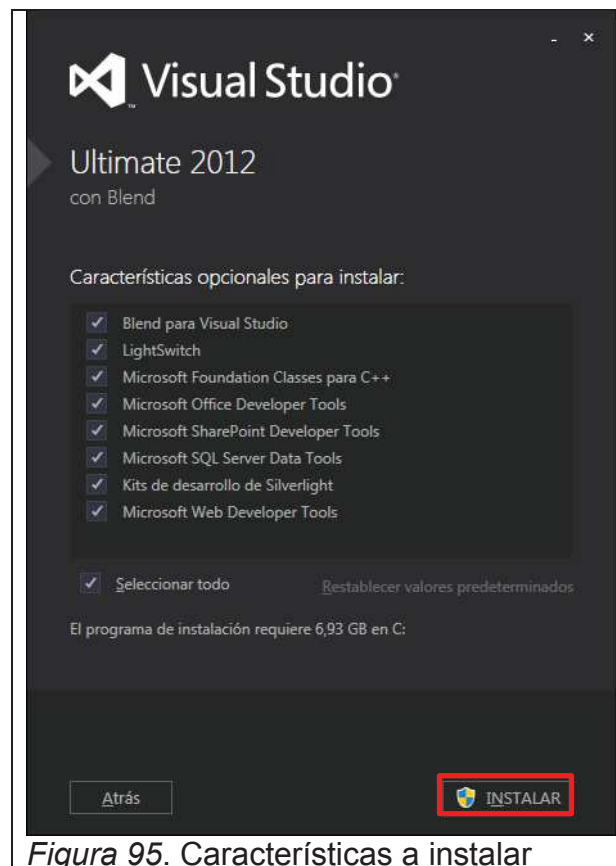 Visual Studio
Ultimate 2012
con Blend
Características opcionales para instalar:
Blend para Visual Studio
LightSwitch
Microsoft Foundation Classes para C++
Microsoft Office Developer Tools
Microsoft SharePoint Developer Tools
Microsoft SQL Server Data Tools
Kits de desarrollo de Silverlight
Microsoft Web Developer Tools
Seleccionar todo Restablecer valores predeterminados
El programa de instalación requiere 6,93 GB en C:
Atrás INSTALAR
Figura 95. Características a instalar